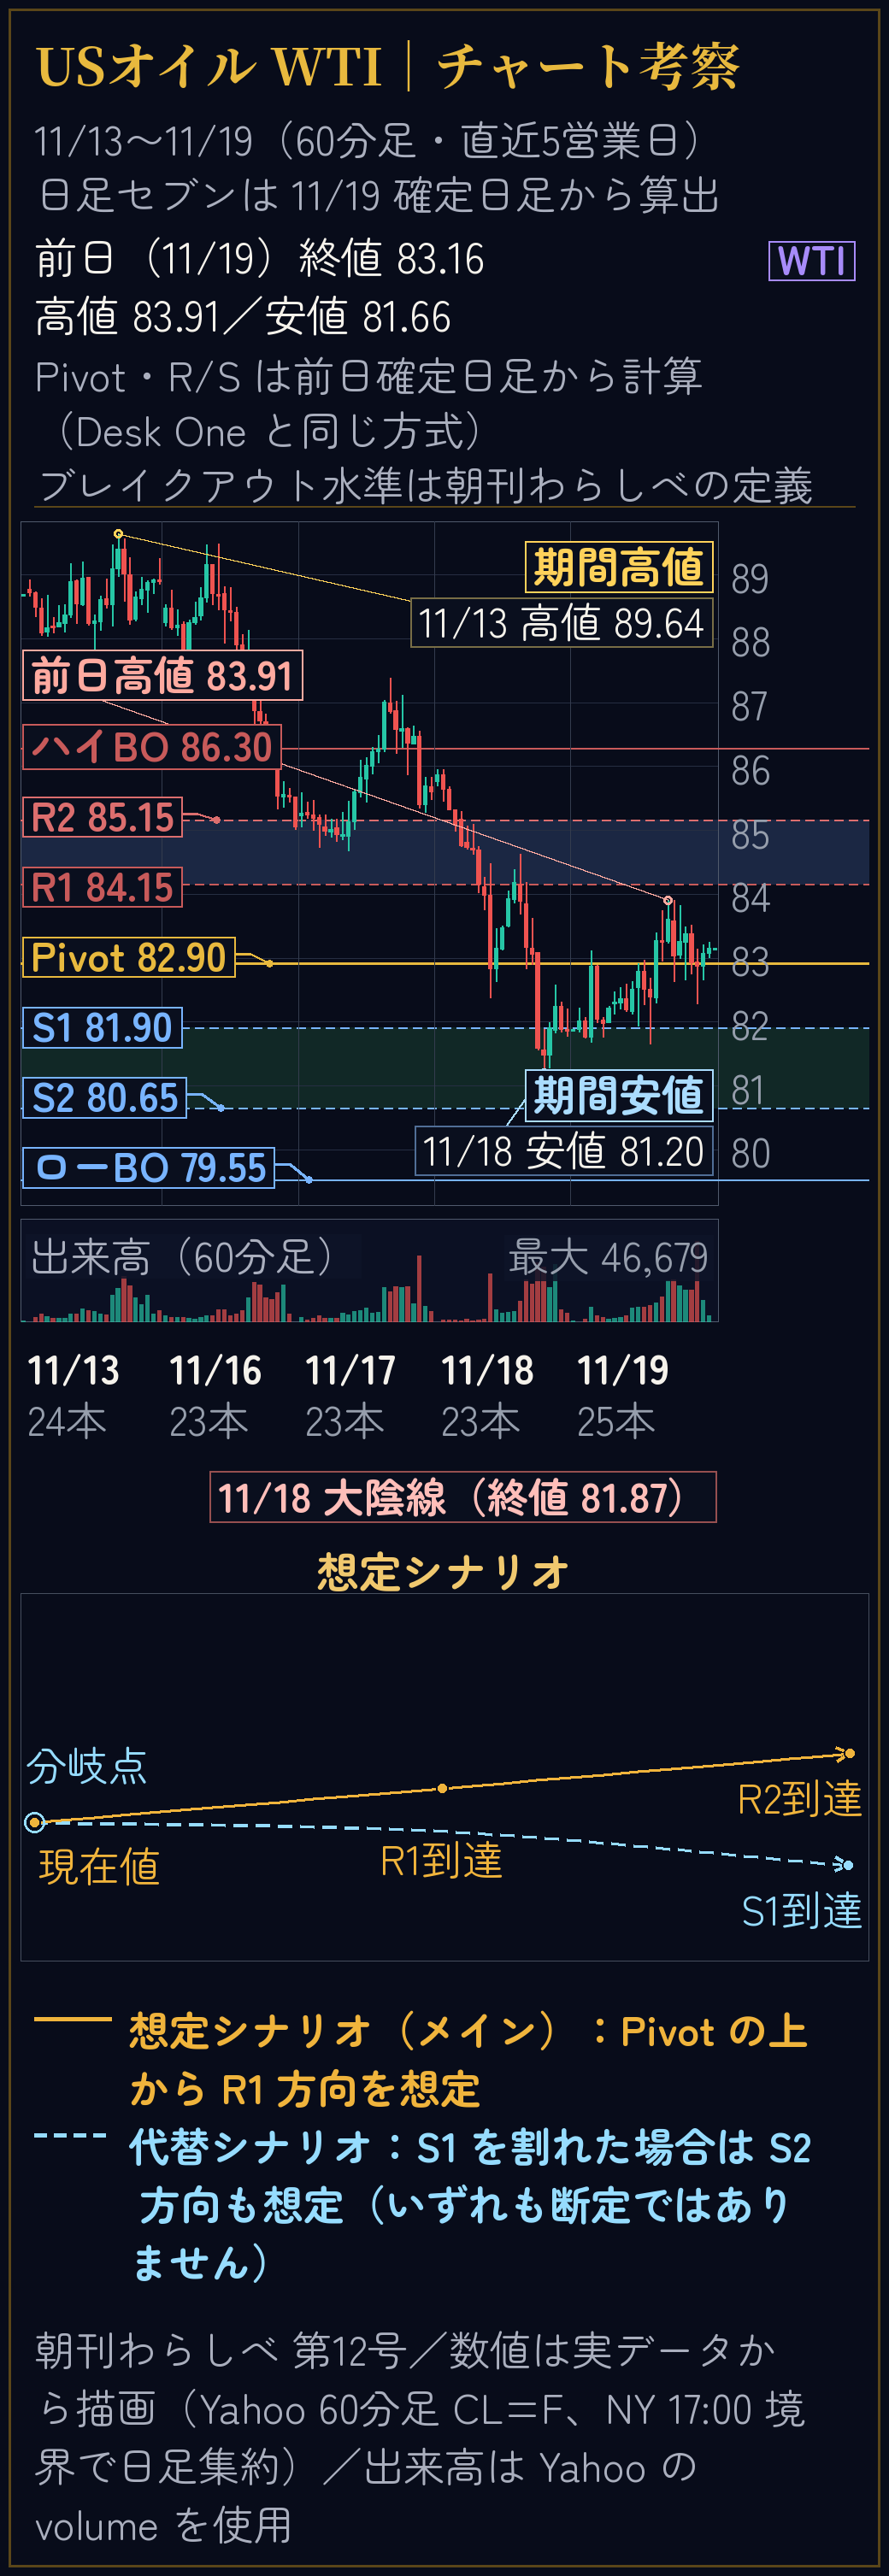 USオイル WTI｜チャート考察
11/13～11/19（60分足・直近5営業日）
日足セブンは 11/19 確定日足から算出
前日（11/19）終値 83.16
WTI
高値 83.91／安値 81.66
Pivot・R/S は前日確定日足から計算
（Desk One と同じ方式）
ブレイクアウト水準は朝刊わらしべの定義
期間高値
11/13 高値 89.64
前日高値 83.91
ハイBO 86.30
R2 85.15
R1 84.15
Pivot 82.90
S1 81.90
S2 80.65
ローBO 79.55
期間安値
11/18 安値 81.20
89
88
87
86
85
84
83
82
81
80
出来高（60分足）
最大 46,679
11/13
11/16
11/17
11/18
11/19
24本
23本
23本
23本
25本
11/18 大陰線（終値 81.87）
想定シナリオ
分岐点
現在値
R1到達
R2到達
S1到達
想定シナリオ（メイン）：Pivot の上
から R1 方向を想定
代替シナリオ：S1 を割れた場合は S2
方向も想定（いずれも断定ではあり
ません）
朝刊わらしべ 第12号／数値は実データか
ら描画（Yahoo 60分足 CL=F、NY 17:00 境
界で日足集約）／出来高は Yahoo の
volume を使用